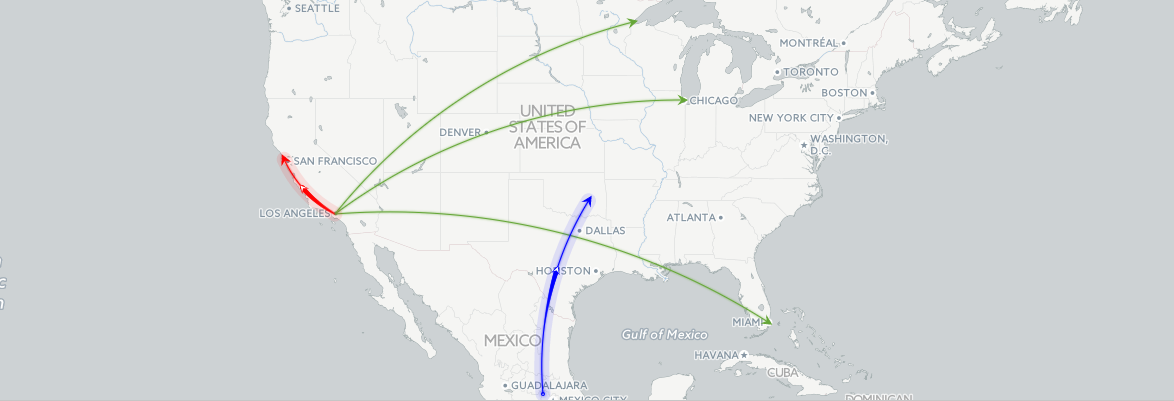 SEATTLE
MONTRÉAL
TORONTO
BOSTON
CHICAGO
UNITED
STATES OF
AMERICA
NEW YORK CITY
DENVER
WASHINGTON,
D.C.
SAN FRANCISCO
LOS ANGELES
ATLANTA
DALLAS
HOUSTON
MIAMI
Gulf of Mexico
MEXICO
HAVANA
CUBA
GUADALAJARA
MEXICO CITY
DOMINICAN